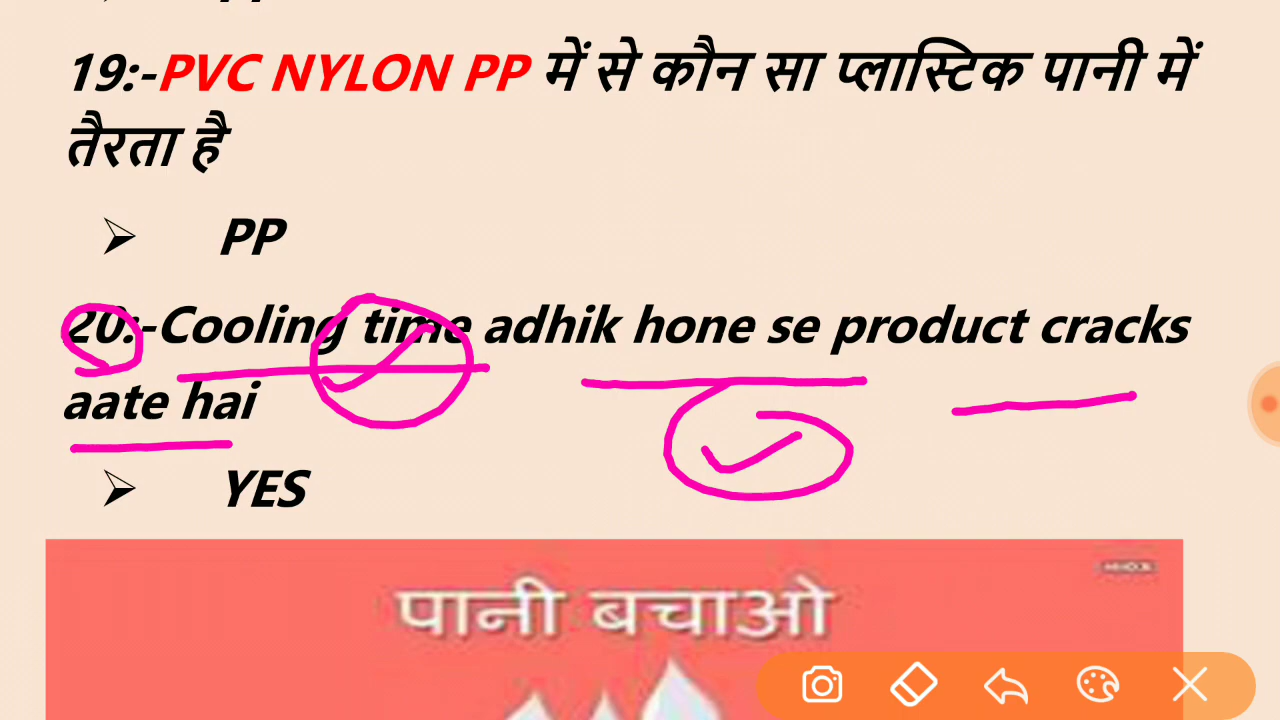 19:-PVC NYLON PP में से कौन सा प्लास्टिक पानी में
तैरता है
➢ PP
20:-Cooling time adhik hone se product cracks
aate hai
➢ YES
पानी बचाओ